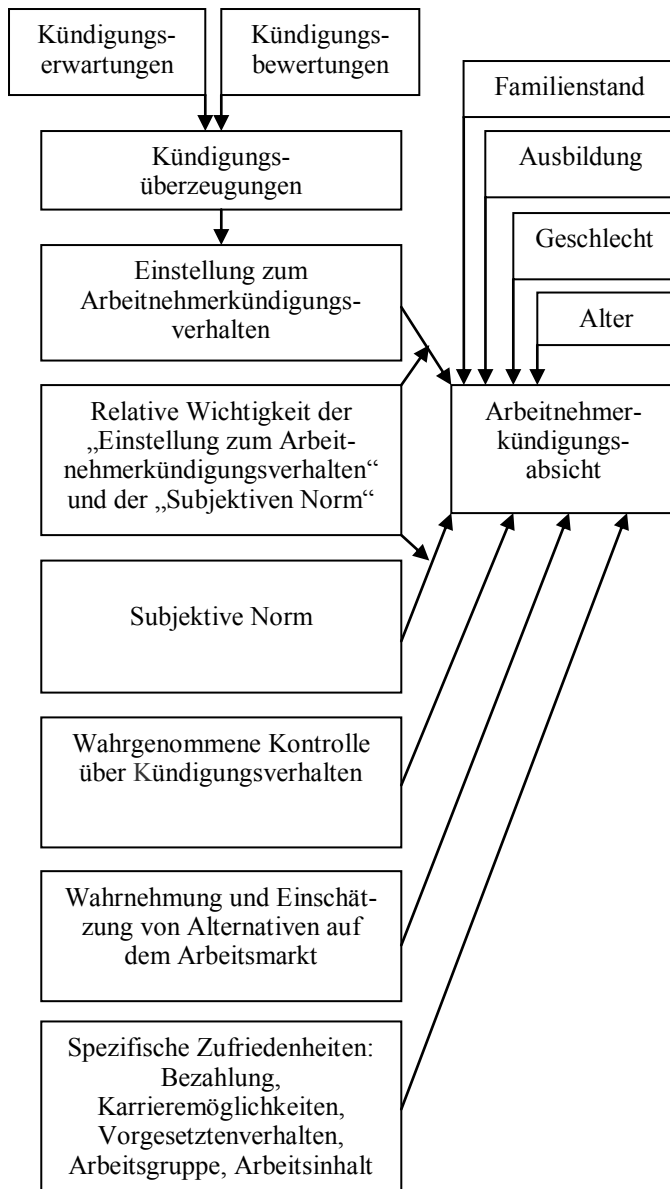 Kündigungs-
erwartungen
Kündigungs-
bewertungen
Familienstand
Kündigungs-
überzeugungen
Ausbildung
Geschlecht
Einstellung zum
Arbeitnehmerkündigungs-
verhalten
Alter
Relative Wichtigkeit der
„Einstellung zum Arbeit-
nehmerkündigungsverhalten“
und der „Subjektiven Norm“
Arbeitnehmer-
kündigungs-
absicht
Subjektive Norm
Wahrgenommene Kontrolle
über Kündigungsverhalten
Wahrnehmung und Einschät-
zung von Alternativen auf
dem Arbeitsmarkt
Spezifische Zufriedenheiten:
Bezahlung,
Karrieremöglichkeiten,
Vorgesetztenverhalten,
Arbeitsgruppe, Arbeitsinhalt